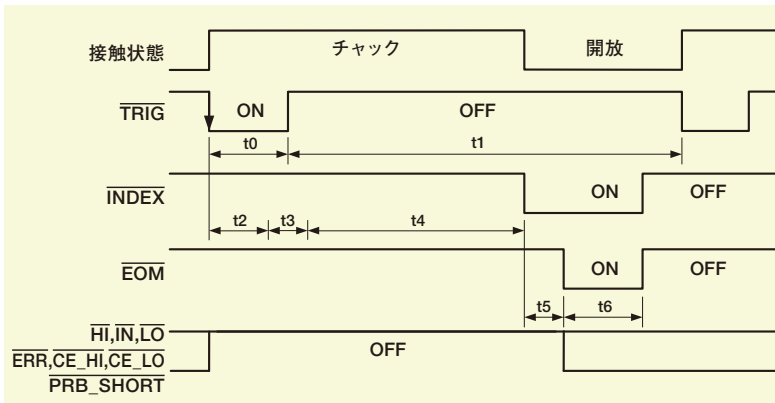 接触状態 チャック 開放
TRIG ON OFF
t0 t1
INDEX ON OFF
t2 t3 t4
EOM ON OFF
t5 t6
HI,IN,LO
ERR,CE_HI,CE_LO OFF
PRB_SHORT